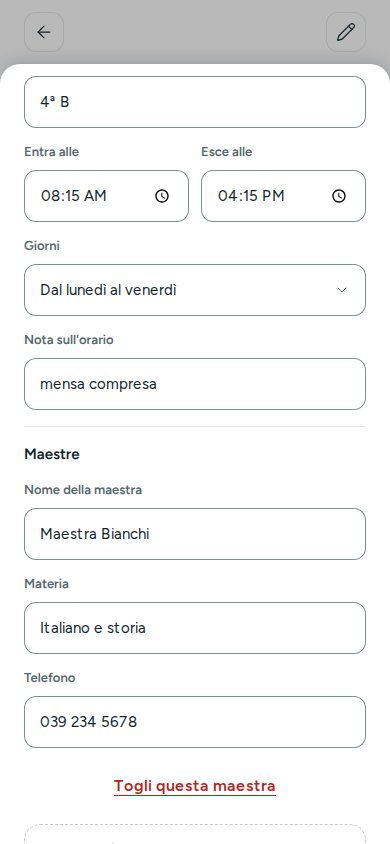 4ª B
Entra alle
Esce alle
08:15 AM
04:15 PM
Giorni
Dal lunedì al venerdì
Nota sull'orario
mensa compresa
Maestre
Nome della maestra
Maestra Bianchi
Materia
Italiano e storia
Telefono
039 234 5678
Togli questa maestra